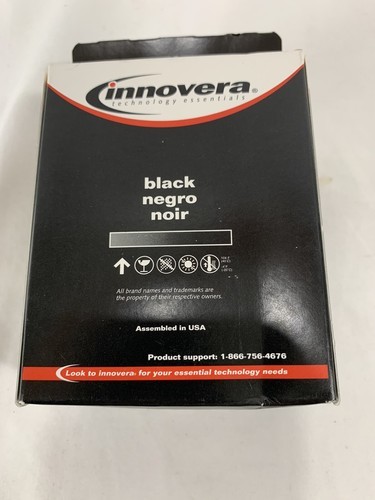 innovera®
technology essentials
black
negro
noir
All brand names and trademarks are
the property of their respective owners.
Assembled in USA
Product support: 1-866-756-4676
Look to innovera® for your essential technology needs